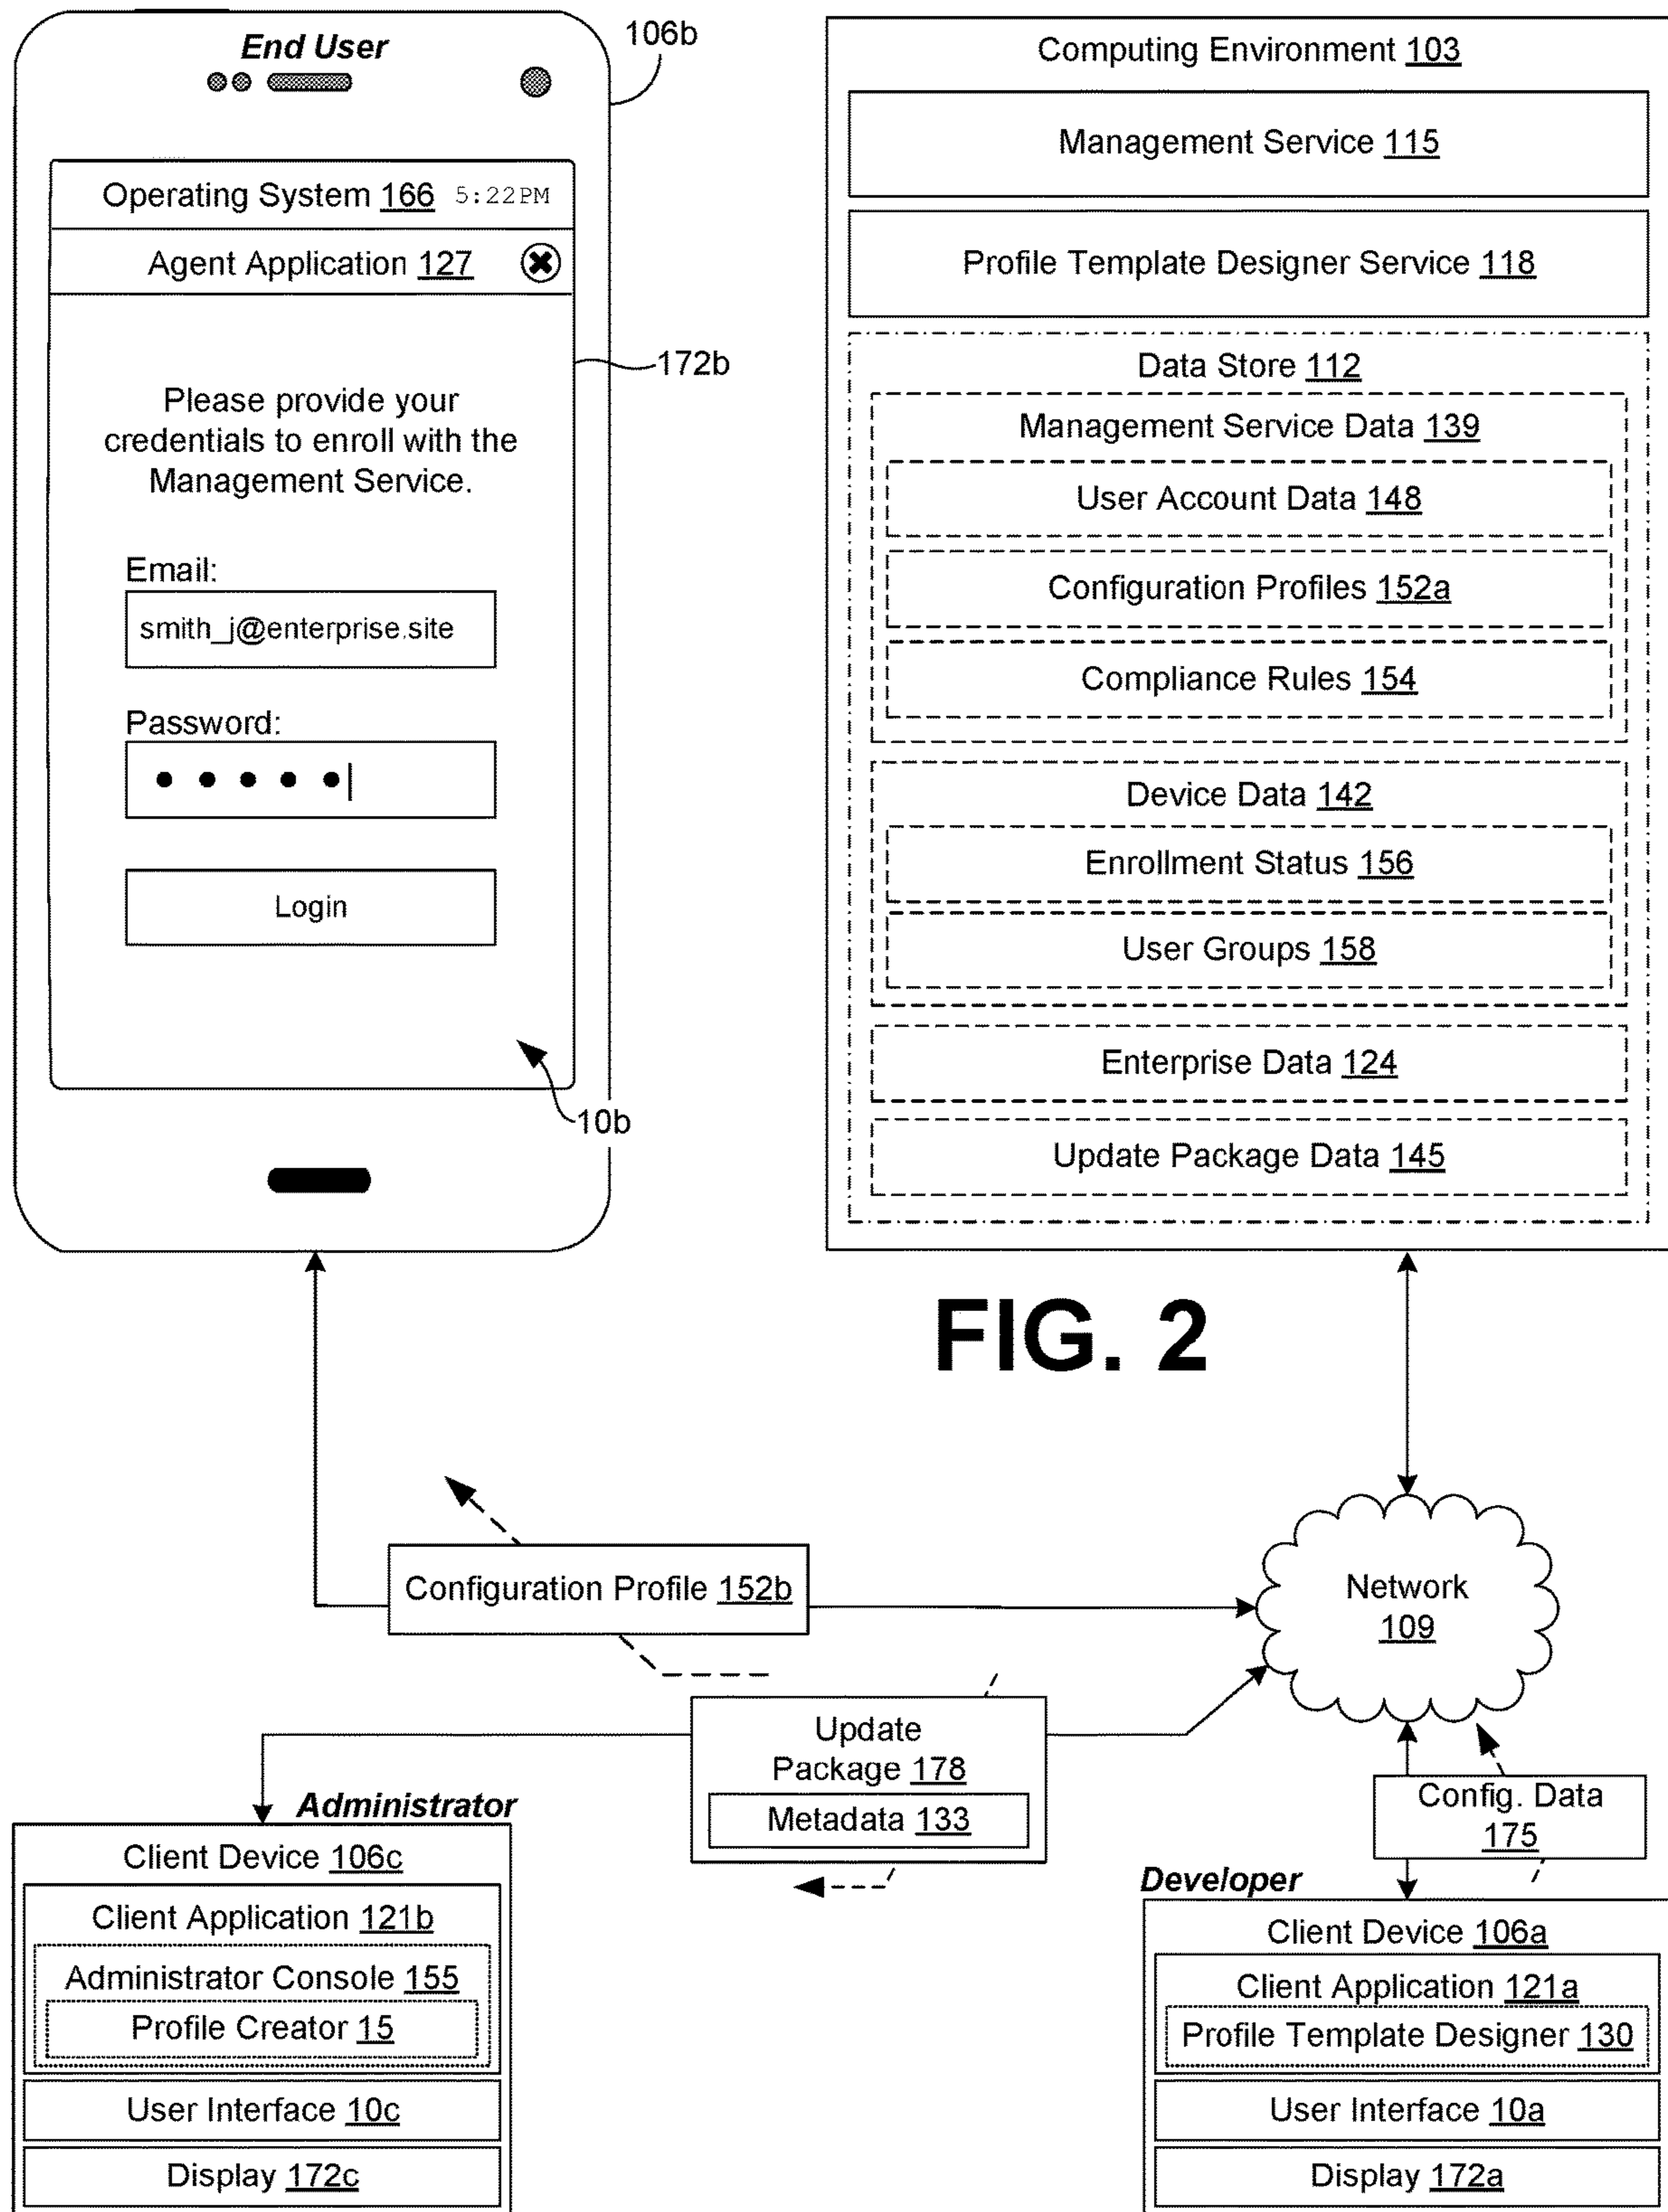 End User
106b
Operating System 166 5:22PM
Agent Application 127
172b
Please provide your
credentials to enroll with the
Management Service.
Email:
smith_j@enterprise.site
Password:
Login
10b
Computing Environment 103
Management Service 115
Profile Template Designer Service 118
Data Store 112
Management Service Data 139
User Account Data 148
Configuration Profiles 152a
Compliance Rules 154
Device Data 142
Enrollment Status 156
User Groups 158
Enterprise Data 124
Update Package Data 145
FIG. 2
Configuration Profile 152b
Network
109
Update
Package 178
Metadata 133
Config. Data
175
Administrator
Client Device 106c
Client Application 121b
Administrator Console 155
Profile Creator 15
User Interface 10c
Display 172c
Developer
Client Device 106a
Client Application 121a
Profile Template Designer 130
User Interface 10a
Display 172a